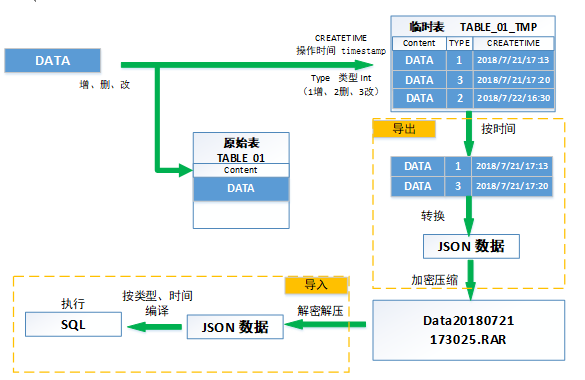 DATA
增、删、改
CREATETIME
操作时间 timestamp
Type 类型 int
（1增、2删、3改）
临时表 TABLE_01_TMP
Content TYPE CREATETIME
DATA 1 2018/7/21/17:13
DATA 3 2018/7/21/17:20
DATA 2 2018/7/22/16:30
原始表
TABLE_01
Content
DATA
导出
按时间
DATA 1 2018/7/21/17:13
DATA 3 2018/7/21/17:20
转换
JSON 数据
加密压缩
Data20180721
173025.RAR
导入
解密解压
JSON 数据
按类型、时间
编译
执行
SQL